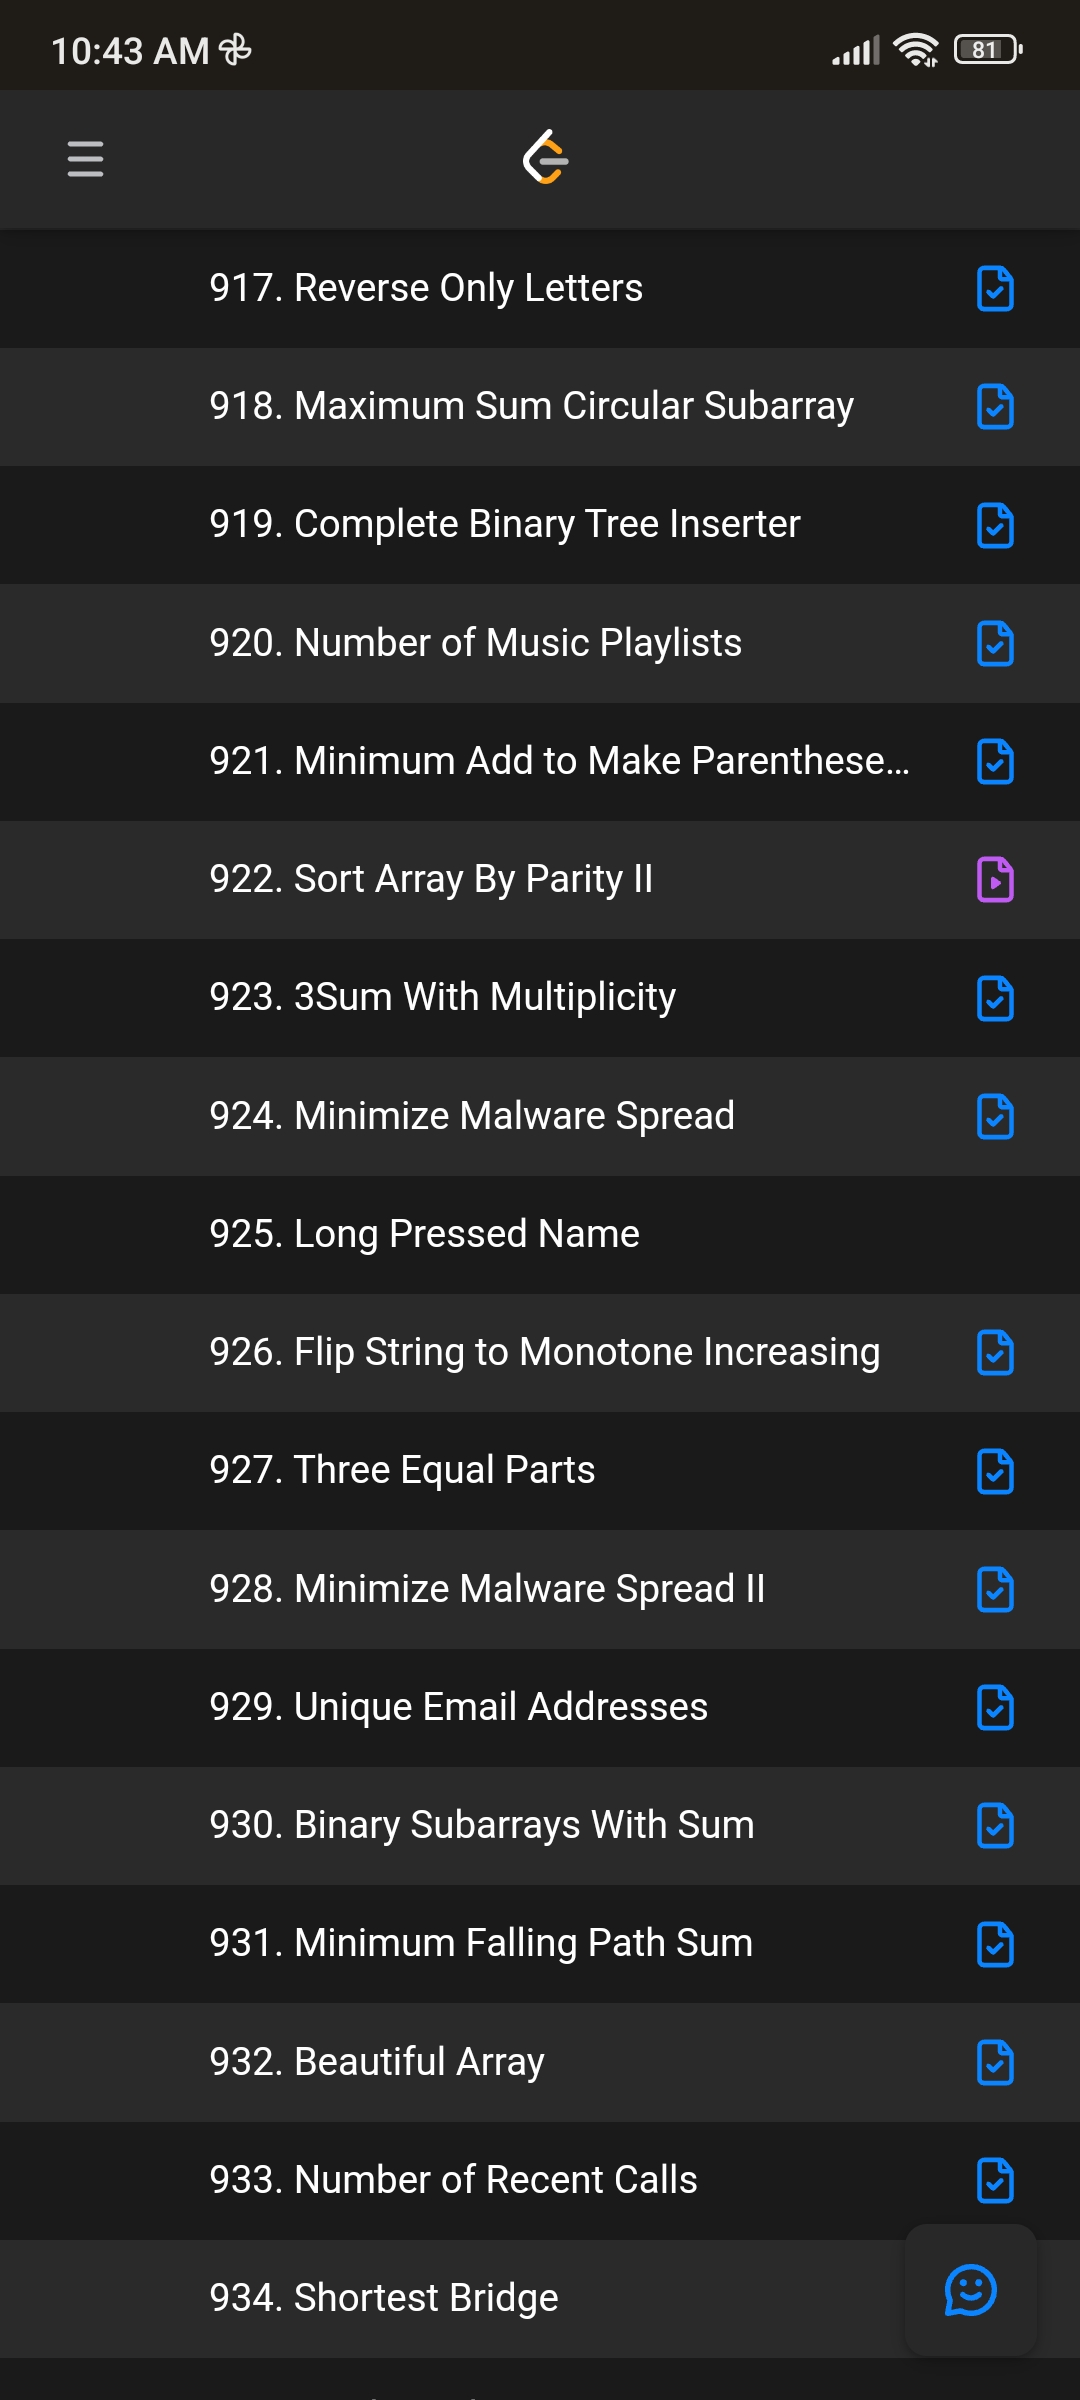 10:43 AM
81
917. Reverse Only Letters
918. Maximum Sum Circular Subarray
919. Complete Binary Tree Inserter
920. Number of Music Playlists
921. Minimum Add to Make Parenthese…
922. Sort Array By Parity II
923. 3Sum With Multiplicity
924. Minimize Malware Spread
925. Long Pressed Name
926. Flip String to Monotone Increasing
927. Three Equal Parts
928. Minimize Malware Spread II
929. Unique Email Addresses
930. Binary Subarrays With Sum
931. Minimum Falling Path Sum
932. Beautiful Array
933. Number of Recent Calls
934. Shortest Bridge